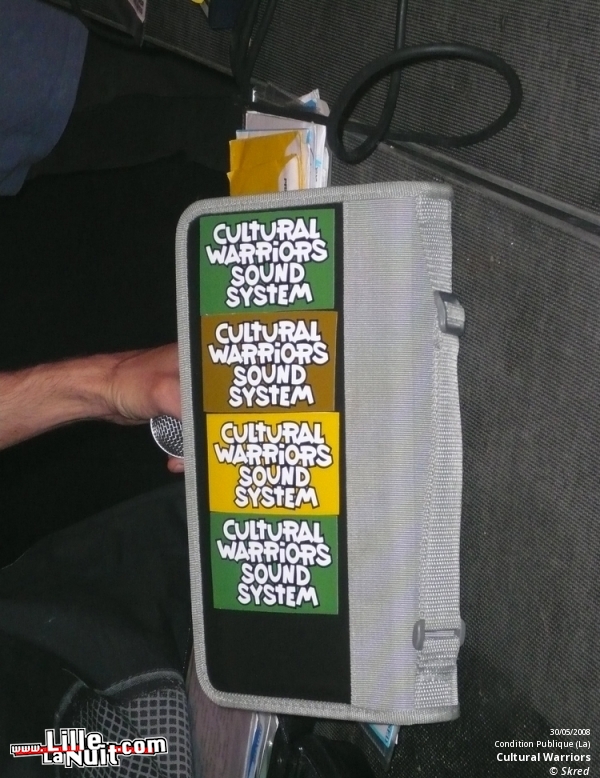 CULTURAL
WARRIORS
SOUND
SYSTEM
CULTURAL
WARRIORS
SOUND
SYSTEM
CULTURAL
WARRIORS
SOUND
SYSTEM
CULTURAL
WARRIORS
SOUND
SYSTEM
www.Lille
LaNuit.com
30/05/2008
Condition Publique (La)
Cultural Warriors
© Skred